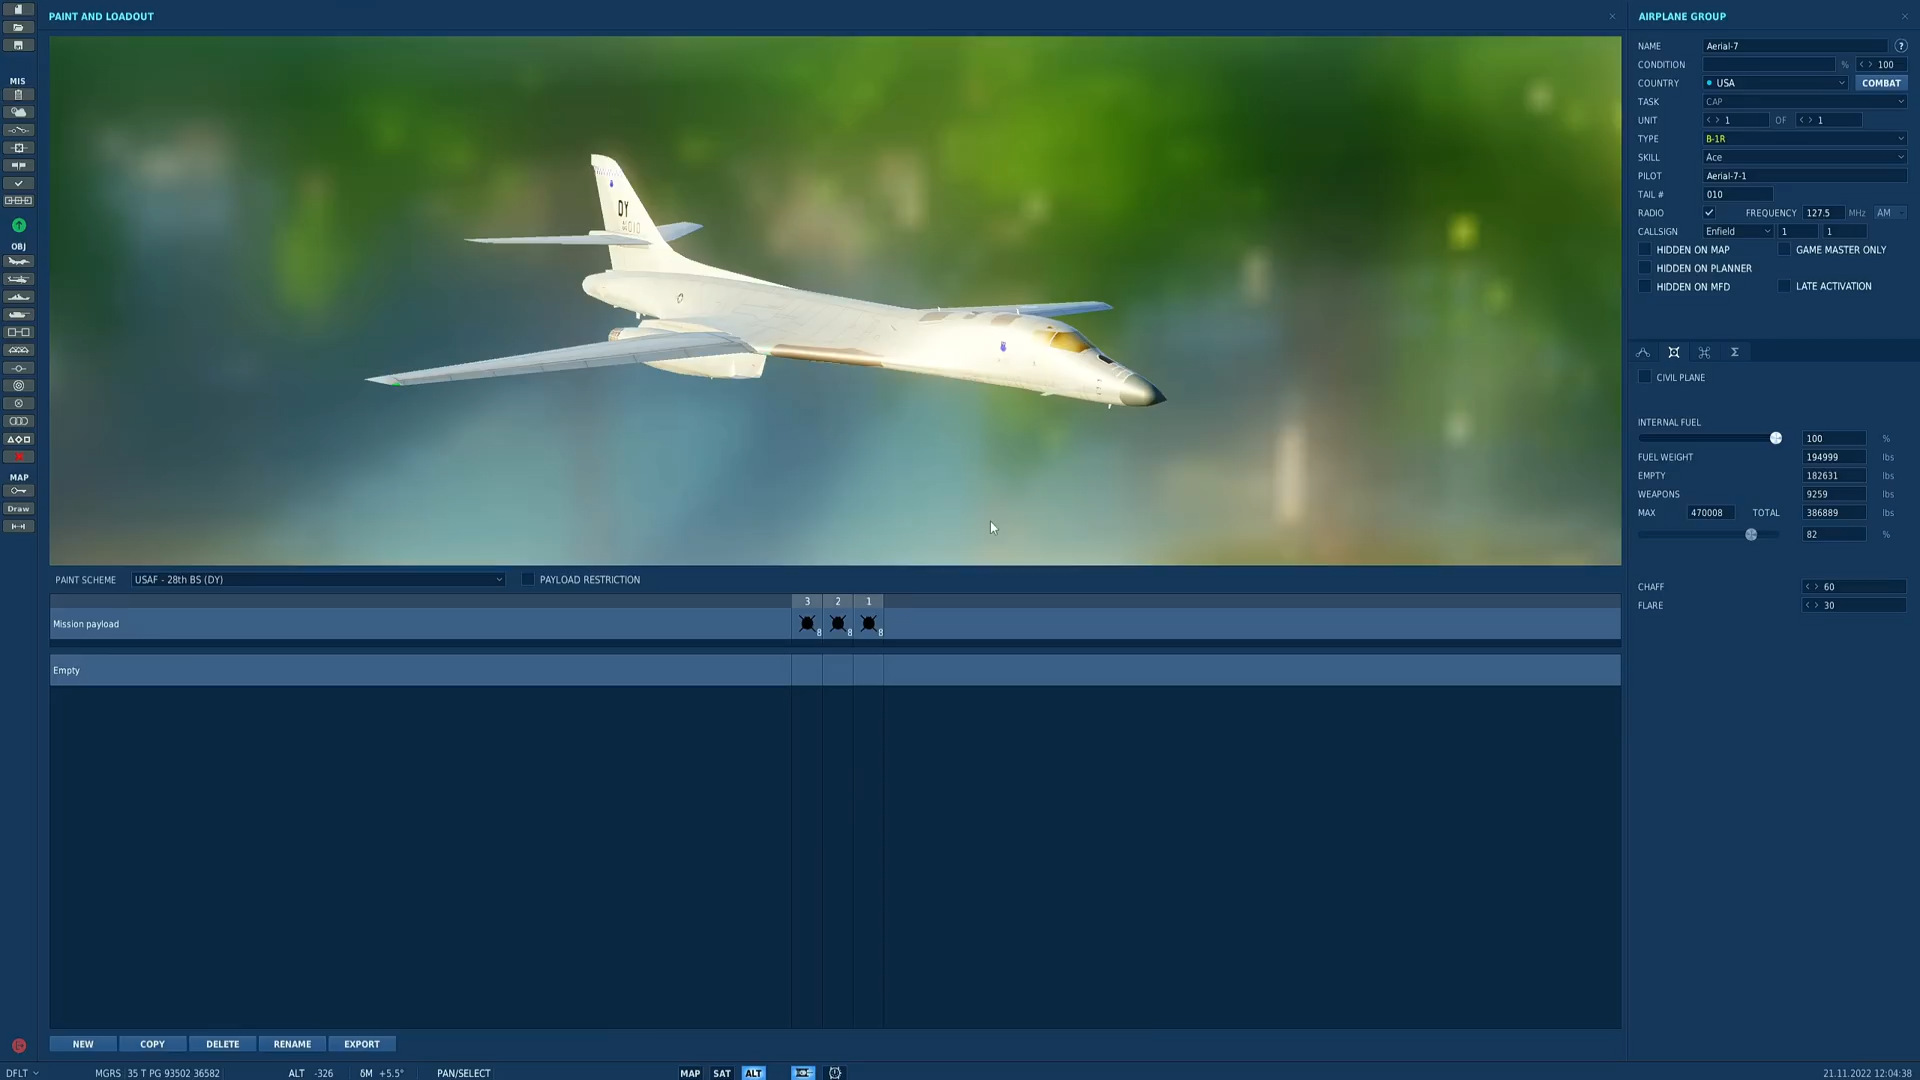 PAINT AND LOADOUT
AIRPLANE GROUP
NAME Aerial-7 ?
CONDITION % < > 100
COUNTRY USA COMBAT
TASK CAP
UNIT < > 1 OF < > 1
TYPE B-1R
SKILL Ace
PILOT Aerial-7-1
TAIL # 010
RADIO FREQUENCY 127.5 MHz AM
CALLSIGN Enfield 1 1
HIDDEN ON MAP GAME MASTER ONLY
HIDDEN ON PLANNER
HIDDEN ON MFD LATE ACTIVATION
CIVIL PLANE
INTERNAL FUEL
100 %
FUEL WEIGHT 194999 lbs
EMPTY 182631 lbs
WEAPONS 9259 lbs
MAX 470008 TOTAL 386889 lbs
82 %
CHAFF < > 60
FLARE < > 30
MIS
OBJ
MAP
Draw
DY
010
PAINT SCHEME USAF - 28th BS (DY) PAYLOAD RESTRICTION
3 2 1
Mission payload 8 8 8
Empty
NEW COPY DELETE RENAME EXPORT
DFLT MGRS 35 T PG 93502 36582 ALT -326 δM +5.5° PAN/SELECT MAP SAT ALT 21.11.2022 12:04:38